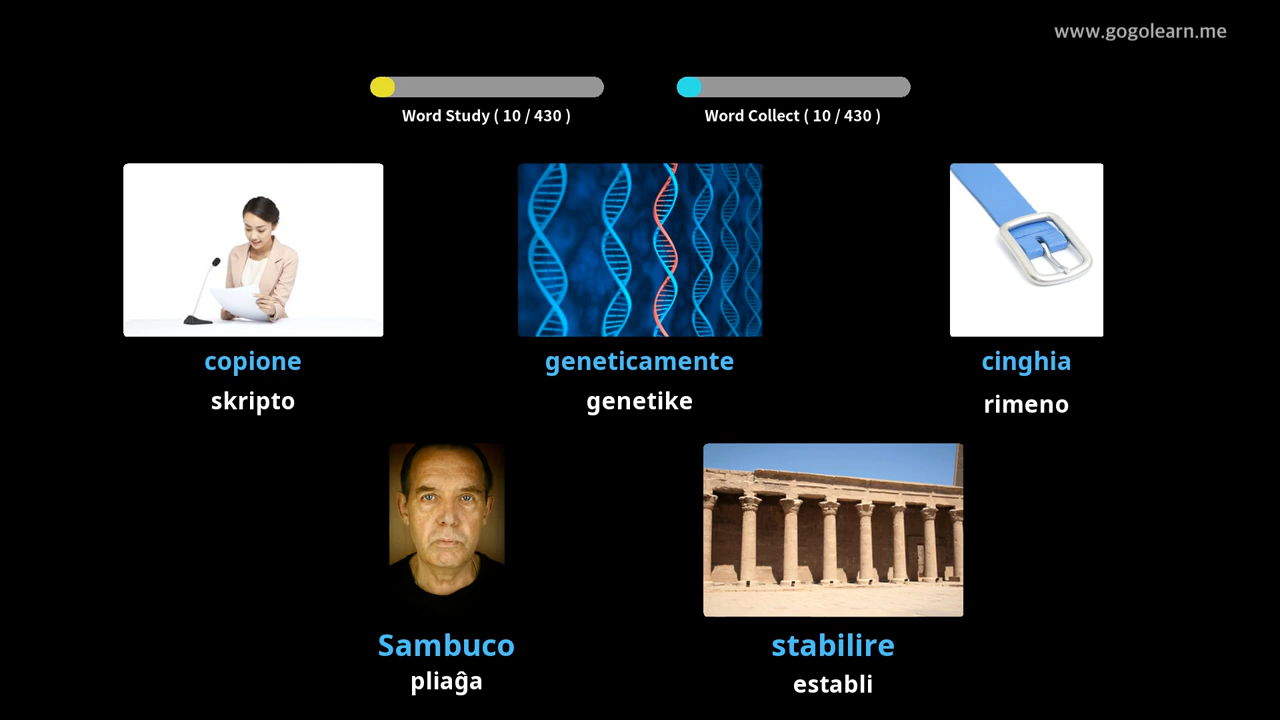 www.gogolearn.me
Word Study ( 10 / 430 )
Word Collect ( 10 / 430 )
copione
skripto
geneticamente
genetike
cinghia
rimeno
Sambuco
pliaĝa
stabilire
establi